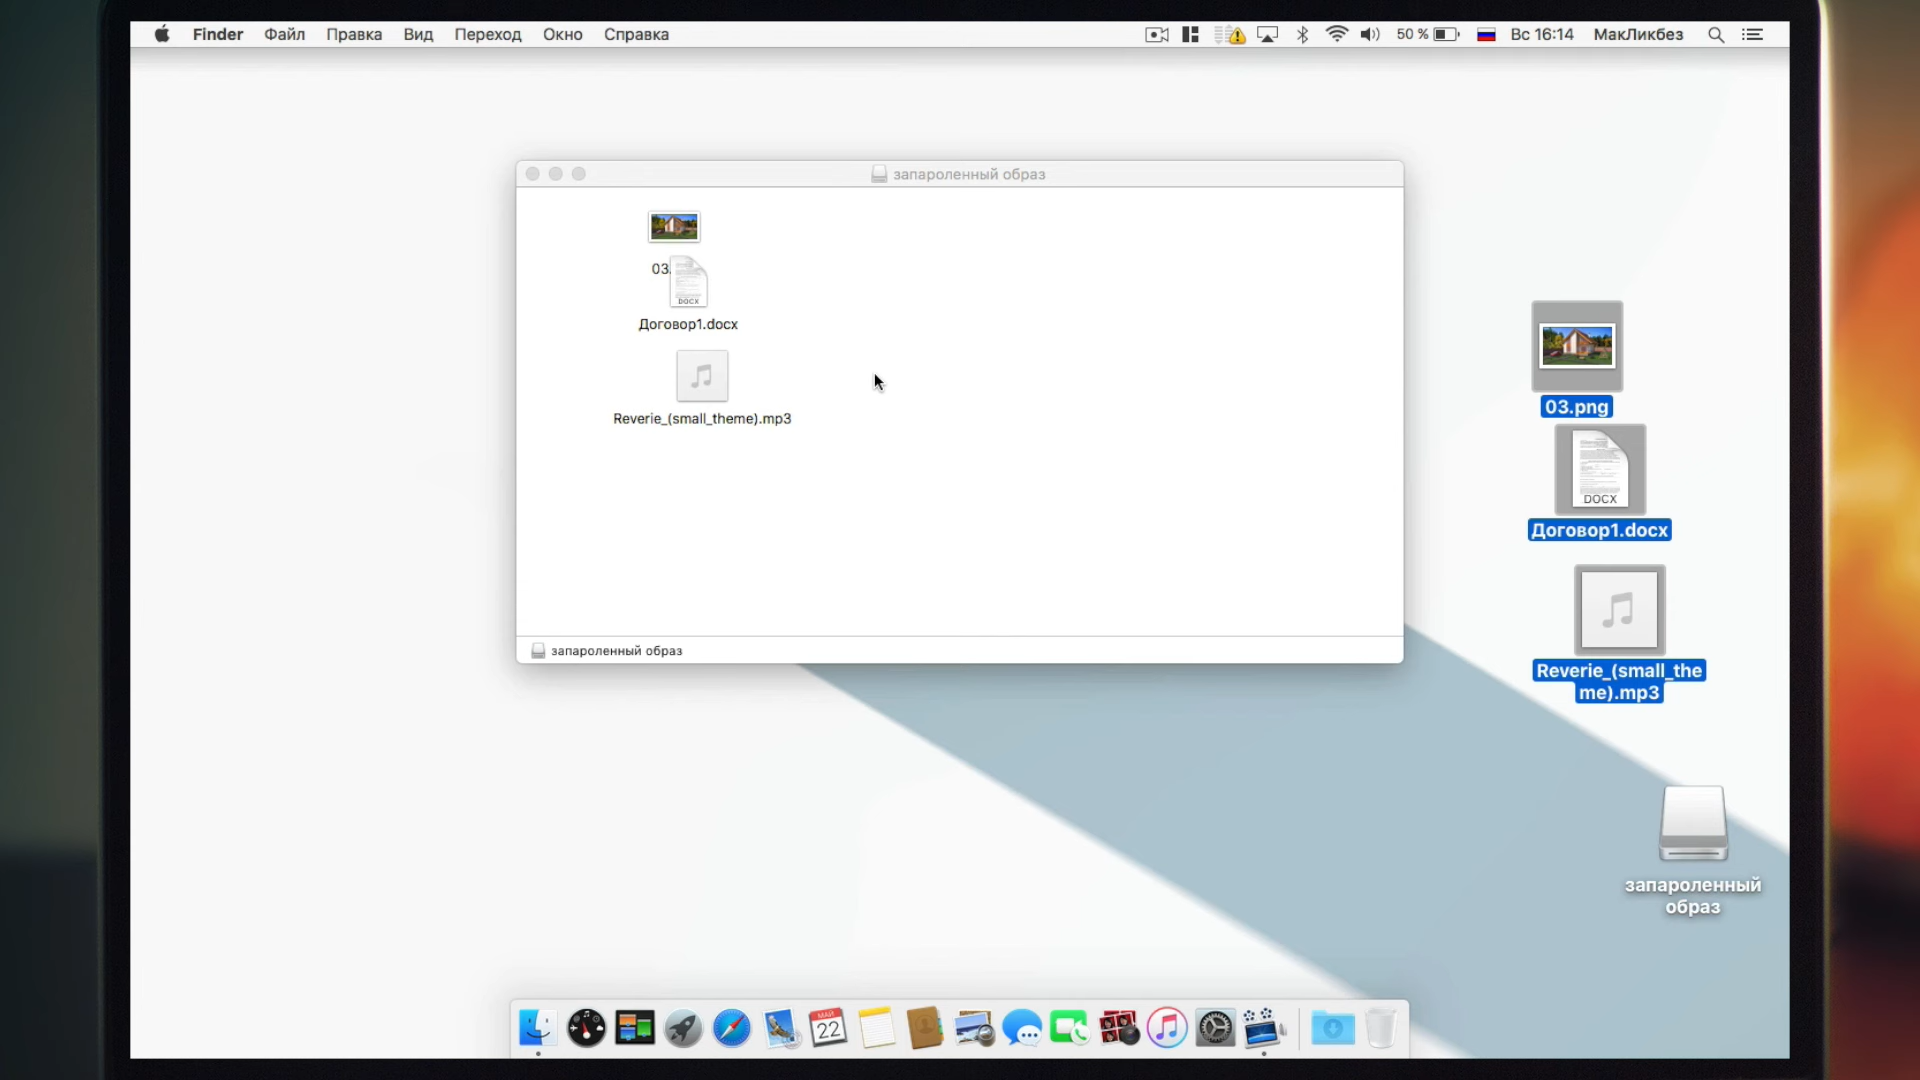 Finder Файл Правка Вид Переход Окно Справка 50 % Вс 16:14 МакЛикбез
запароленный образ
03.
DOCX
Договор1.docx
Reverie_(small_theme).mp3
запароленный образ
03.png
DOCX
Договор1.docx
Reverie_(small_the
me).mp3
запароленный
образ
МАЙ
22